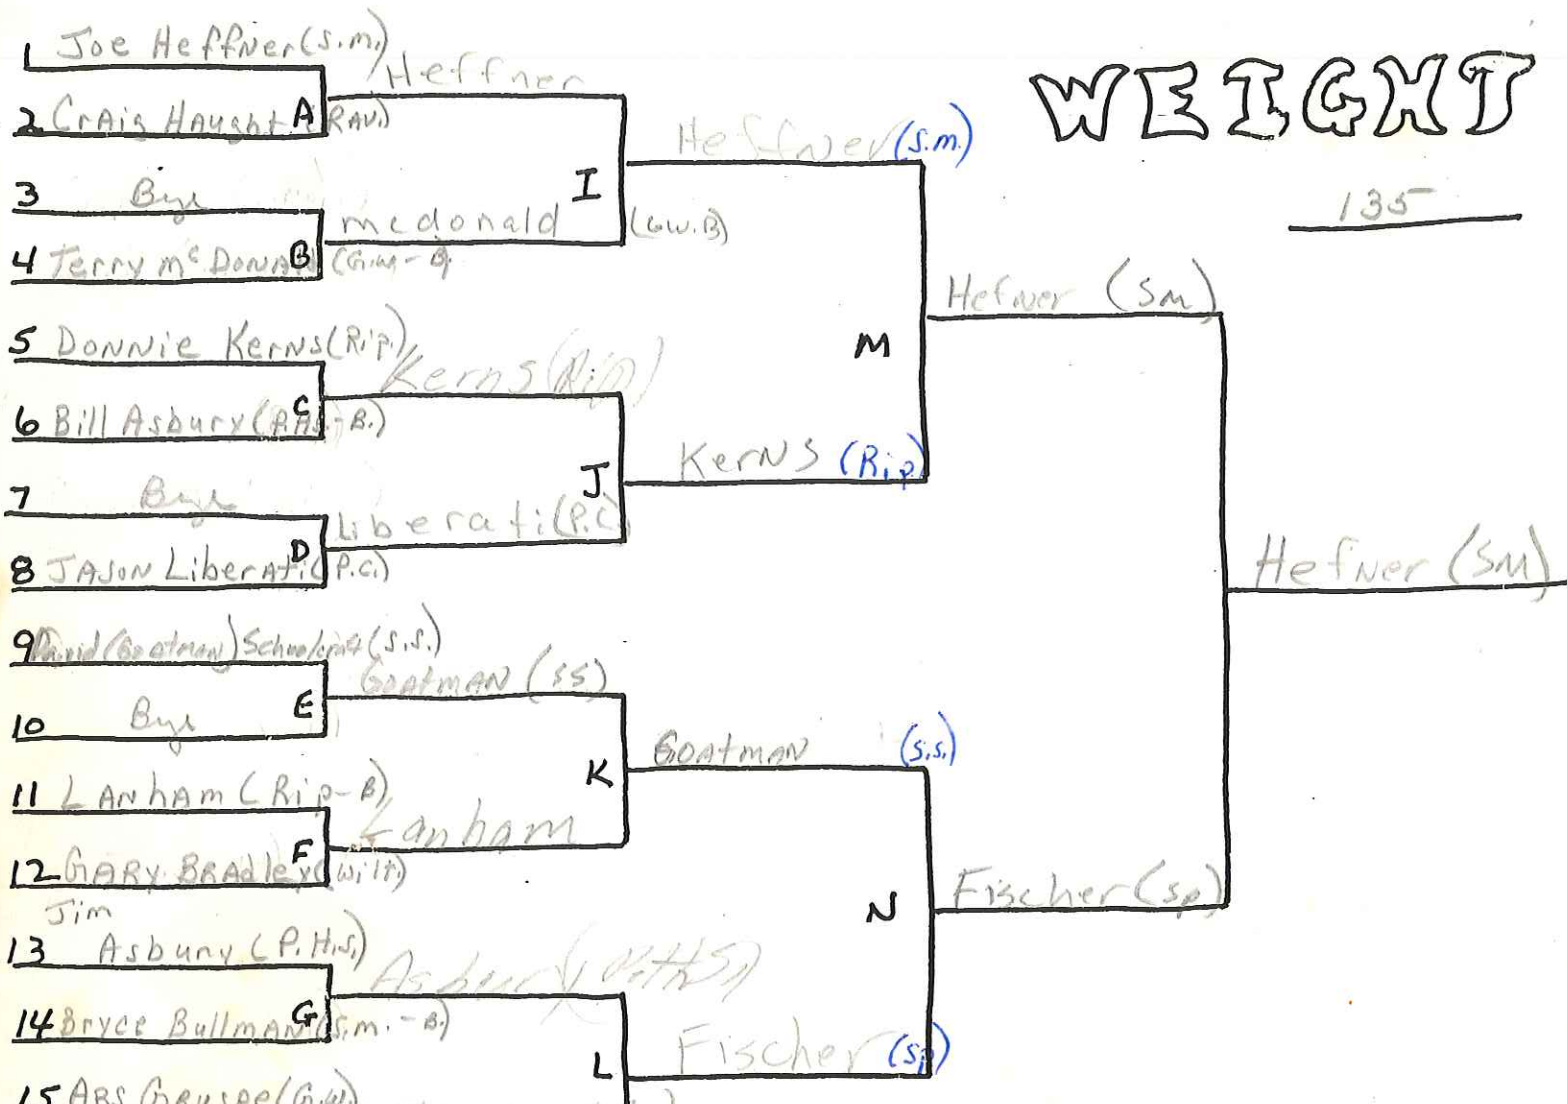 WEIGHT
135
1 Joe Heffner (S.M.)
2 Craig Haught (Rav.)
A
Heffner
3 Bye
4 Terry McDonald
B
mcdonald (G.W.B)
(G.W.-B)
I
Heffner (S.M.)
5 Donnie Kerns (Rip.)
6 Bill Asbury (P.H.S.-B.)
C
Kerns (Rip)
7 Bye
8 Jason Liberati (P.C.)
D
Liberati (P.C)
J
Kerns (Rip)
M
Hefner (SM)
9 David (Goatman) (S.S.)
10 Bye
E
Goatman (SS)
11 Lanham (Rip-B)
12 Gary Bradley (Wilt.)
F
Lanham
K
Goatman (S.S.)
13 Jim Asbury (P.H.S.)
14 Bryce Bullman (S.M.-B.)
G
Asbury (P.H.S.)
15 (G.W.)
L
Fischer (Sp)
N
Fischer (Sp)
Hefner (SM)